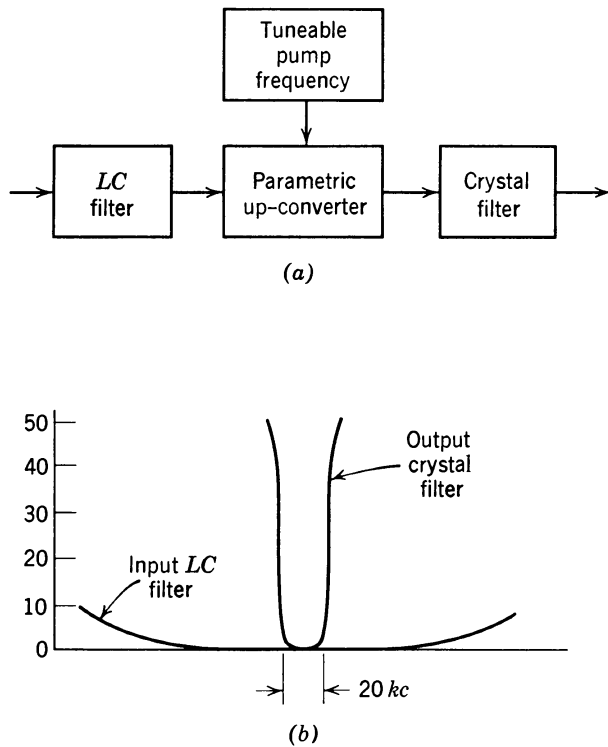 Tuneable
pump
frequency
LC
filter
Parametric
up-converter
Crystal
filter
(a)
50
40
30
20
10
0
Output
crystal
filter
Input LC
filter
20 kc
(b)